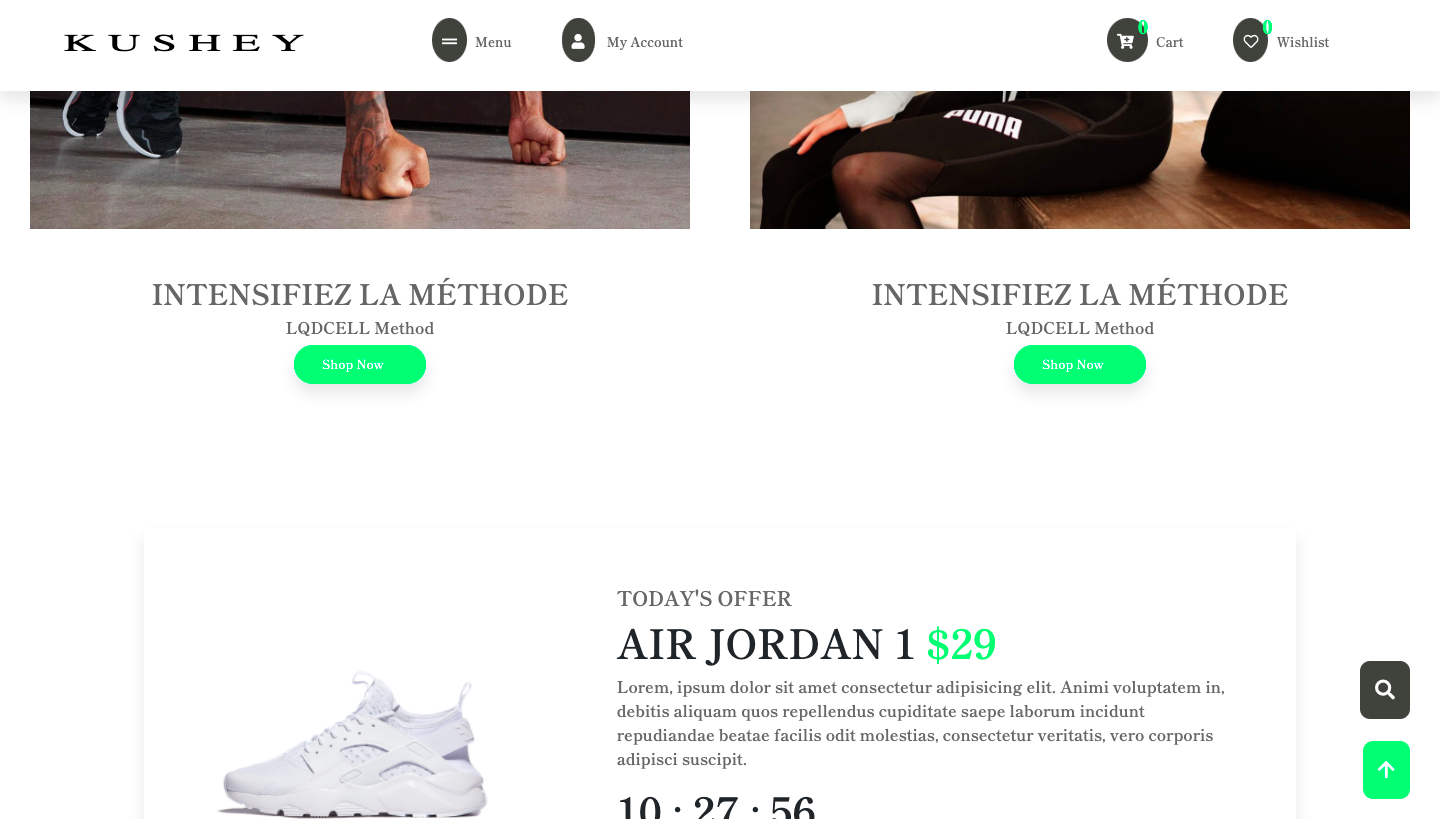 KUSHEY
Menu
My Account
0
Cart
0
Wishlist
PUMA
INTENSIFIEZ LA MÉTHODE
LQDCELL Method
Shop Now
INTENSIFIEZ LA MÉTHODE
LQDCELL Method
Shop Now
TODAY'S OFFER
AIR JORDAN 1 $29
Lorem, ipsum dolor sit amet consectetur adipisicing elit. Animi voluptatem in,
debitis aliquam quos repellendus cupiditate saepe laborum incidunt
repudiandae beatae facilis odit molestias, consectetur veritatis, vero corporis
adipisci suscipit.
10 : 27 : 56